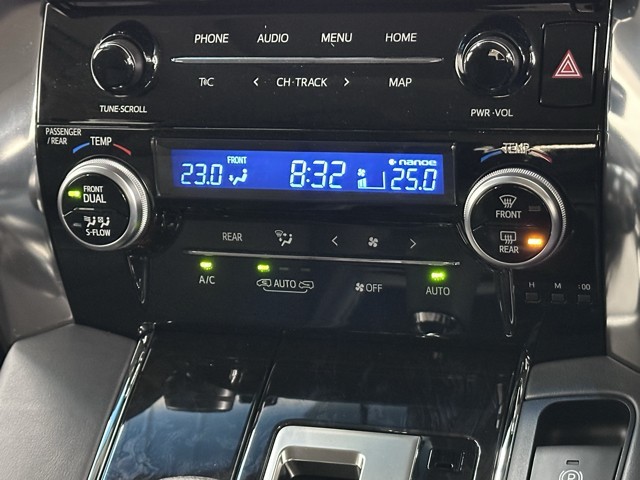 PHONE AUDIO MENU HOME
TUNE·SCROLL
CH·TRACK
MAP
PWR·VOL
PASSENGER
/REAR
TEMP
FRONT
DUAL
S-FLOW
FRONT
nanoe
23.0
8:32
25.0
TEMP
FRONT
REAR
REAR
A/C
AUTO
OFF
AUTO
H M :00
P